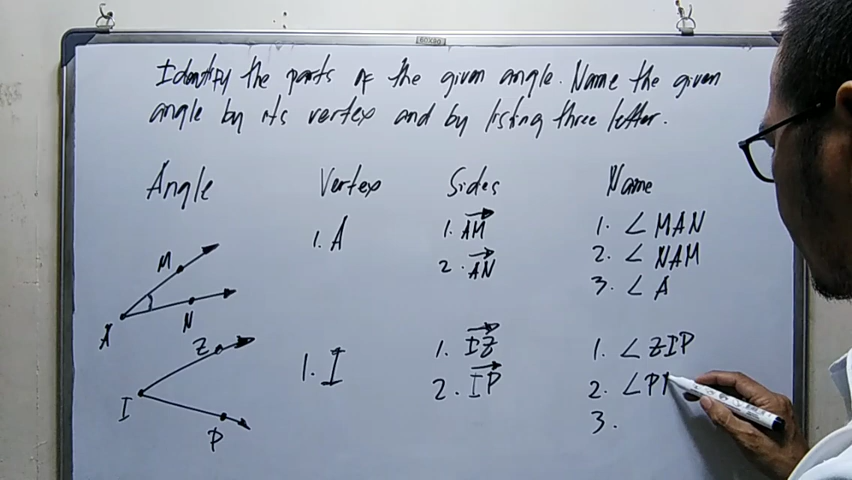 60X90
Identify the parts of the given angle. Name the given
angle by its vertex and by listing three letter.
Angle Vertex Sides Name
1. A 1. AM 1. ∠ MAN
M 2. AN 2. ∠ NAM
3. ∠ A
A N
Z 1. I 1. IZ 1. ∠ ZIP
I 2. IP 2. ∠ PI
P 3.